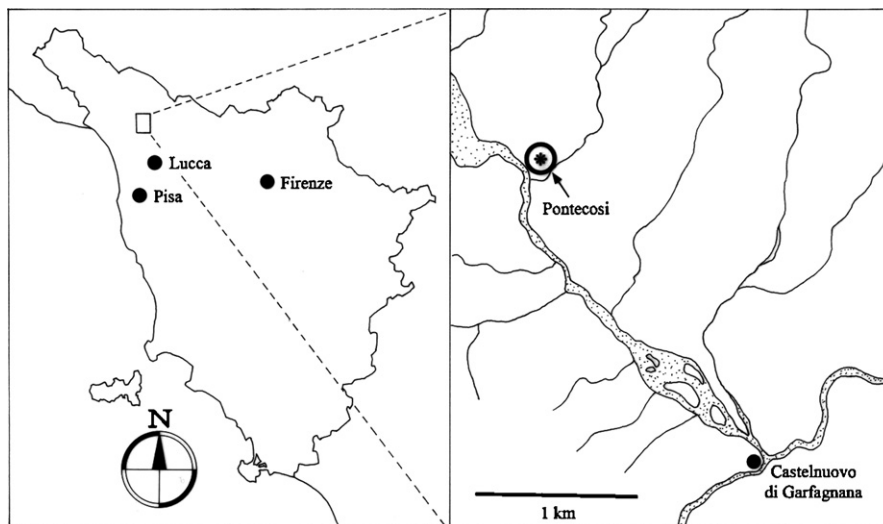 Lucca
Firenze
Pisa
N
Pontecosi
Castelnuovo
di Garfagnana
1 km